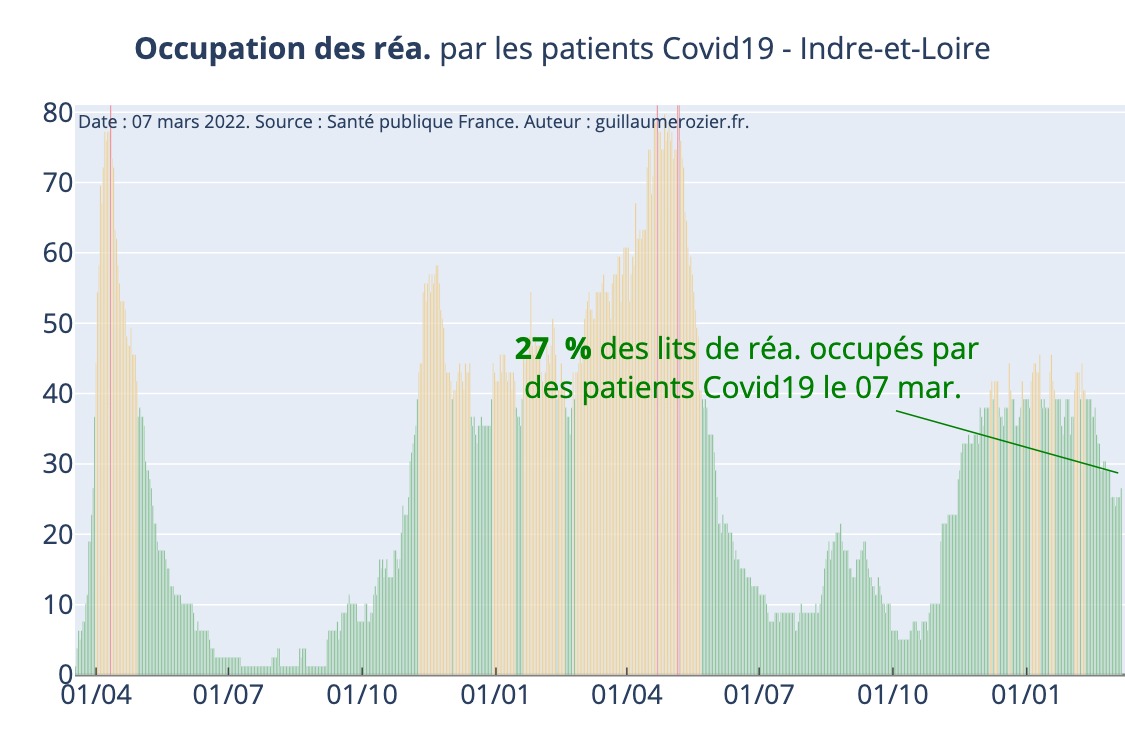 Occupation des réa. par les patients Covid19 - Indre-et-Loire
80
Date : 07 mars 2022. Source : Santé publique France. Auteur : guillaumerozier.fr.
70
60
50
27 % des lits de réa. occupés par
des patients Covid19 le 07 mar.
40
30
20
10
0
01/04 01/07 01/10 01/01 01/04 01/07 01/10 01/01